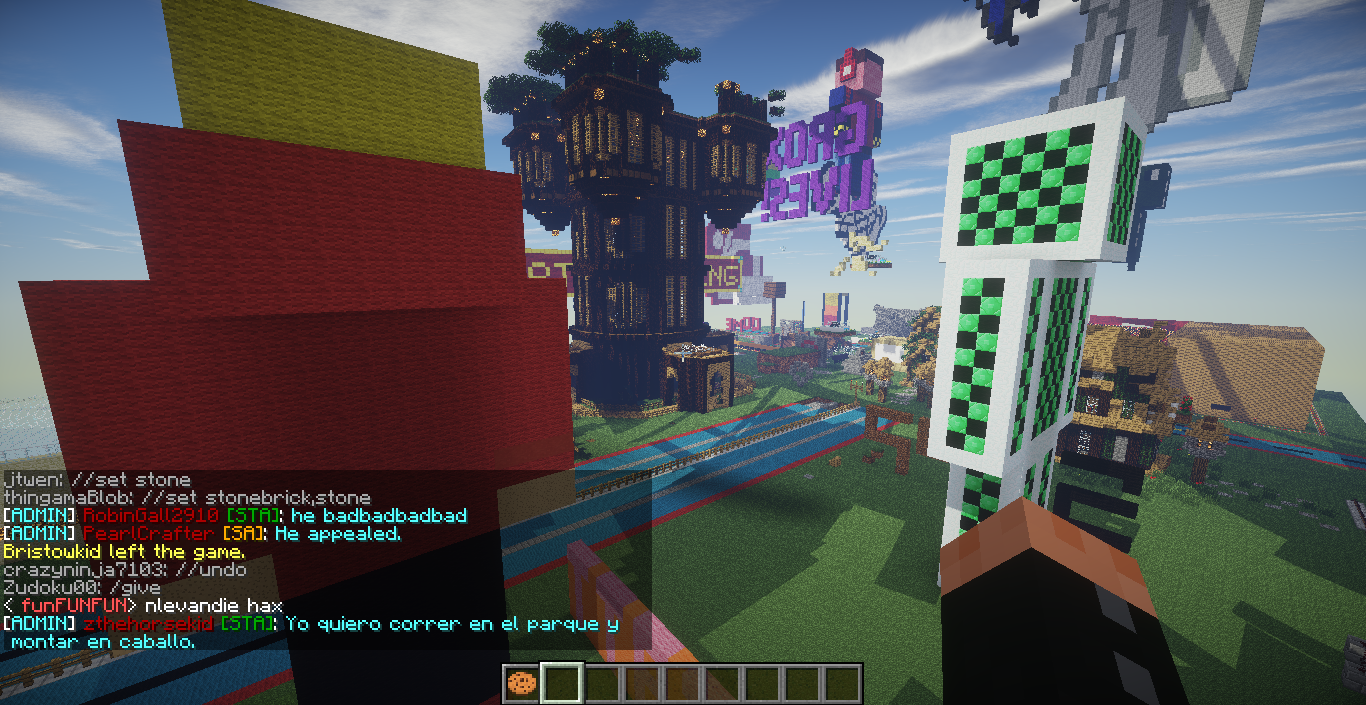 OT
NG
jtwen: //set stone
thingamaBlob: //set stonebrick,stone
[ADMIN] RobinGall2910 [STA]: he badbadbadbad
[ADMIN] PearlCrafter [SA]: He appealed.
Bristowkid left the game.
crazyninja7103: //undo
Zudoku00: /give
< funFUNFUN> nlevandie hax
[ADMIN] zthehorsekid [STA]: Yo quiero correr en el parque y
montar en caballo.